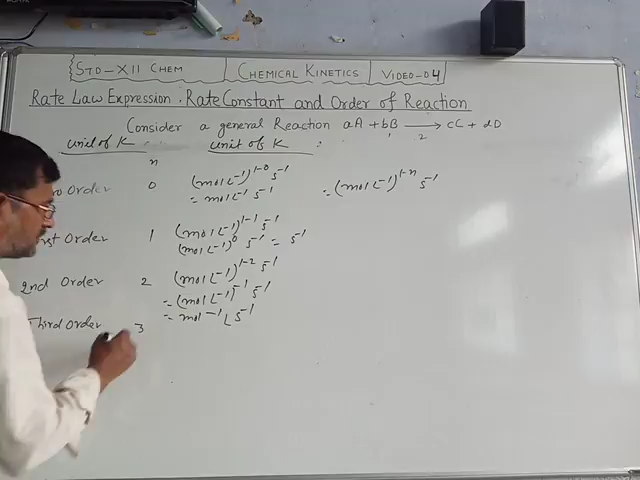 STD-XII CHEM CHEMICAL KINETICS VIDEO-04
Rate Law Expression. Rate Constant and Order of Reaction
Consider a general Reaction aA + bB ⟶ cC + dD
unit of K n unit of K :
Order 0 (mol L⁻¹)¹⁻⁰ s⁻¹ = (mol L⁻¹)¹⁻ⁿ s⁻¹
= mol L⁻¹ s⁻¹
Order 1 (mol L⁻¹)¹⁻¹ s⁻¹
(mol L⁻¹)⁰ s⁻¹ = s⁻¹
2nd Order 2 (mol L⁻¹)¹⁻² s⁻¹
= (mol L⁻¹)⁻¹ s⁻¹
= mol⁻¹ L s⁻¹
Third Order 3